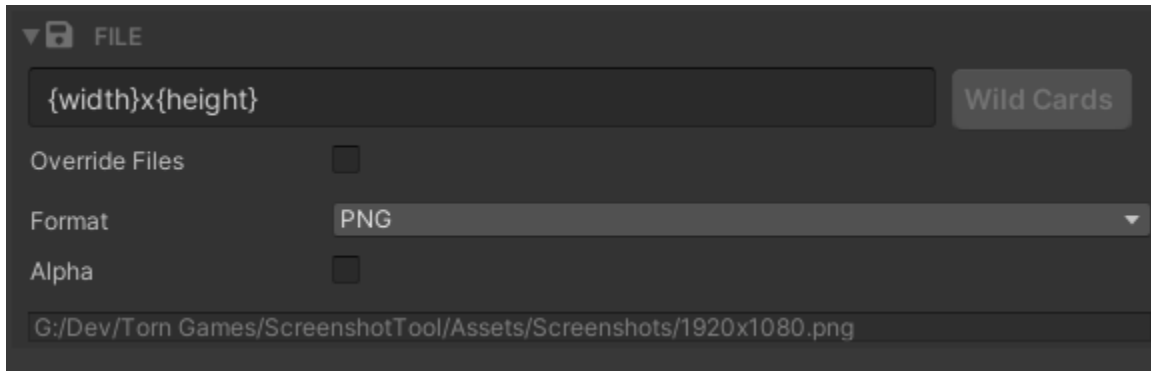 FILE
{width}x{height}
Wild Cards
Override Files
Format PNG
Alpha
G:/Dev/Torn Games/ScreenshotTool/Assets/Screenshots/1920x1080.png